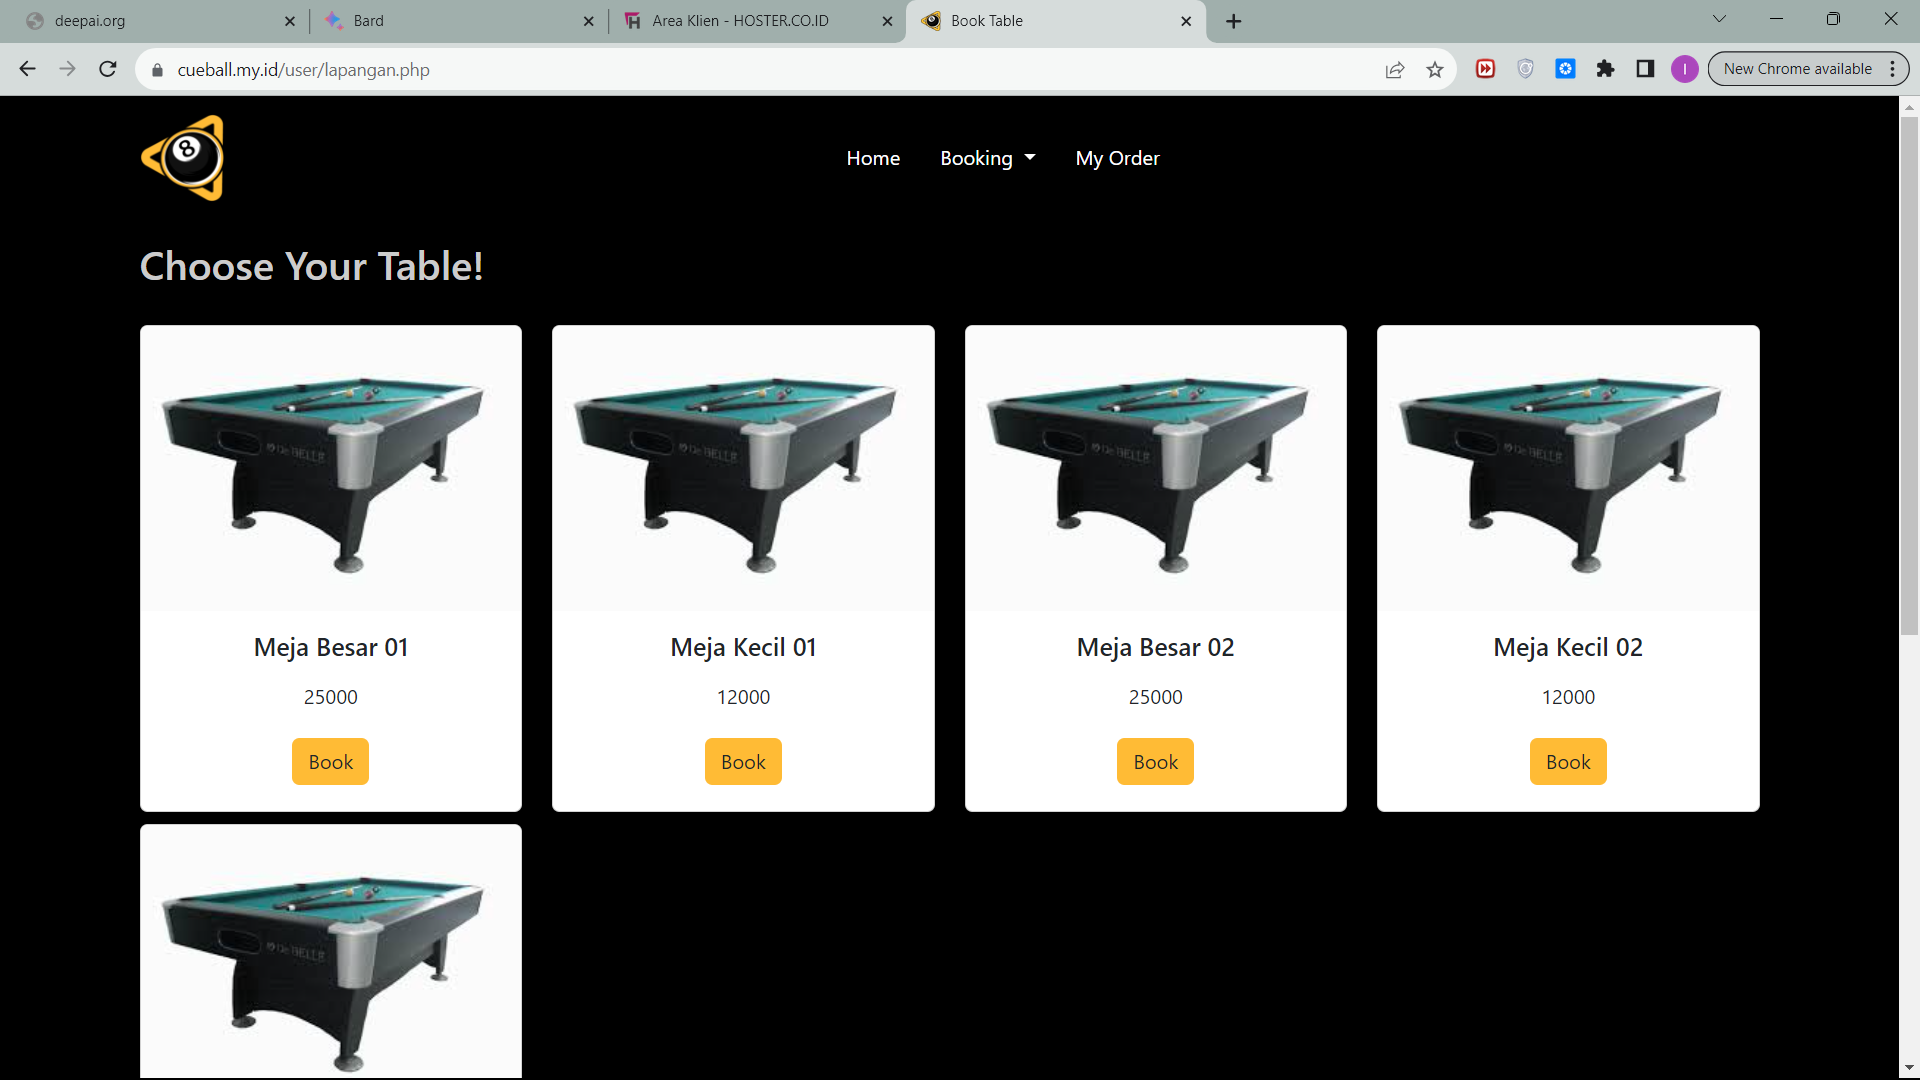 deepai.org
Bard
Area Klien - HOSTER.CO.ID
Book Table
cueball.my.id/user/lapangan.php
I
New Chrome available
8
Home
Booking
My Order
Choose Your Table!
Meja Besar 01
25000
Book
Meja Kecil 01
12000
Book
Meja Besar 02
25000
Book
Meja Kecil 02
12000
Book